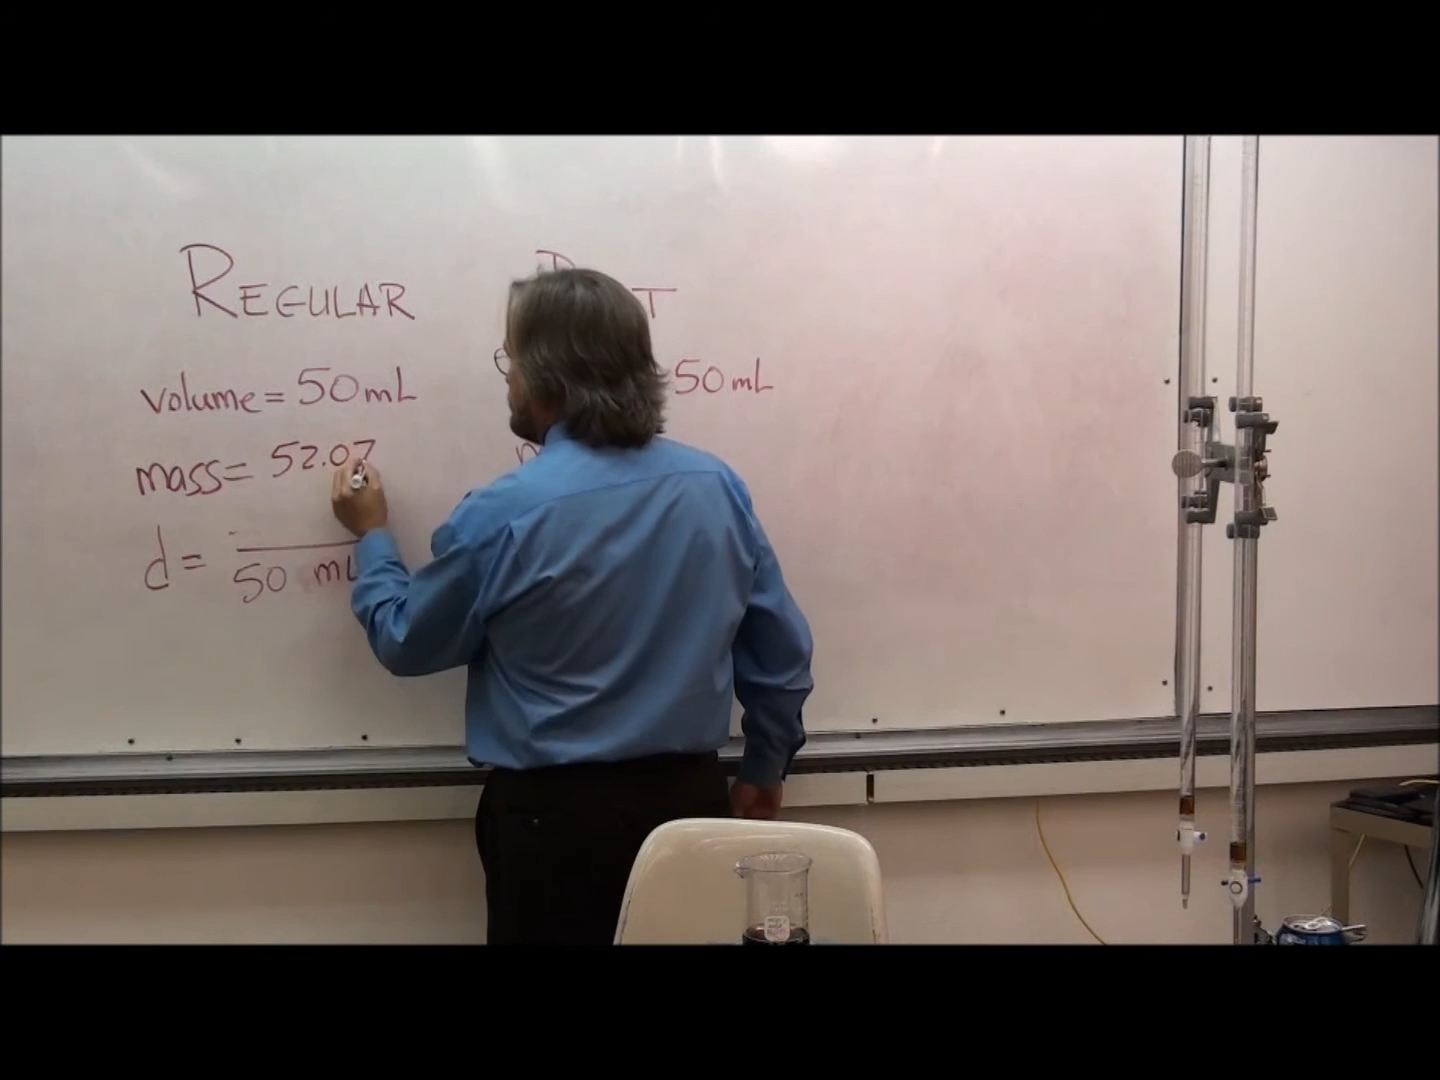 REGULAR
volume = 50 mL
50 mL
mass = 52.07
d =
50 mL